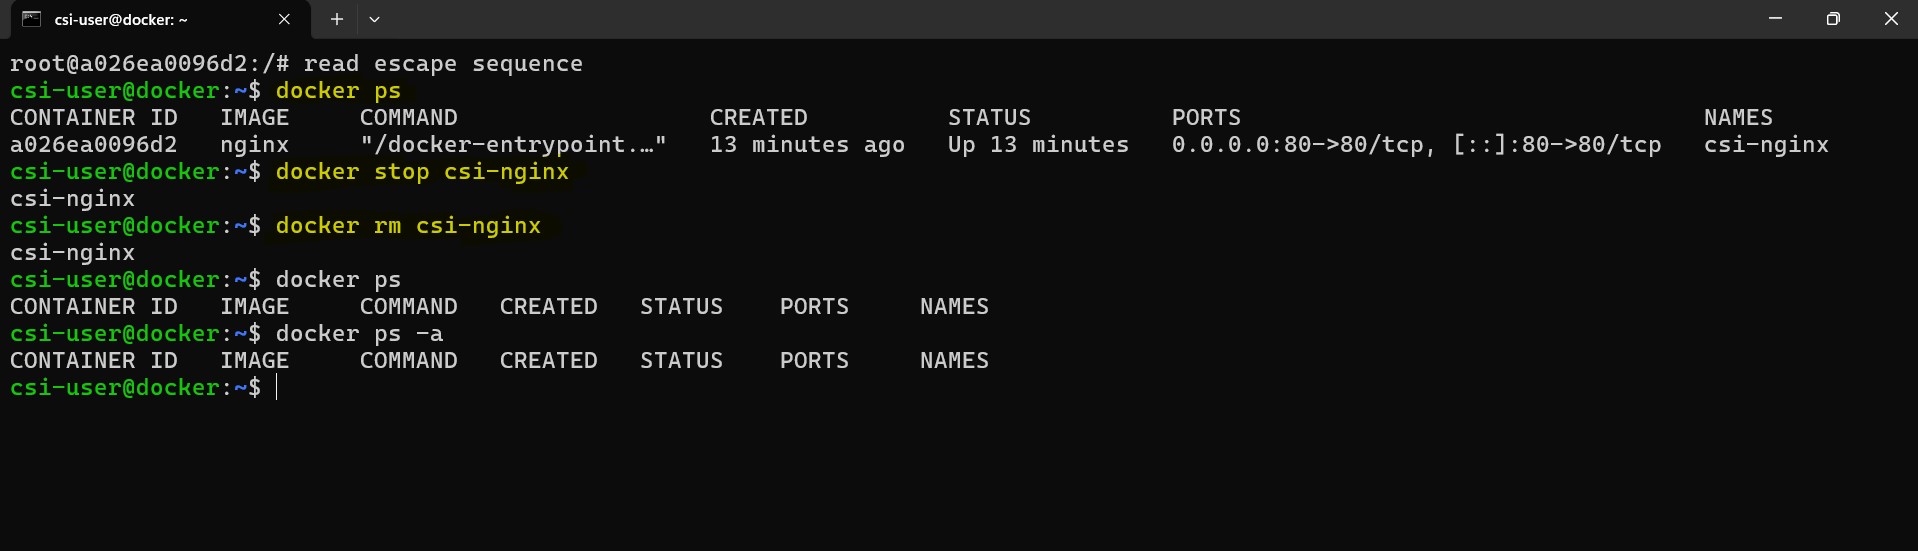 csi-user@docker: ~
root@a026ea0096d2:/# read escape sequence
csi-user@docker:~$ docker ps
CONTAINER ID   IMAGE     COMMAND                  CREATED          STATUS          PORTS                                 NAMES
a026ea0096d2   nginx     "/docker-entrypoint.…"   13 minutes ago   Up 13 minutes   0.0.0.0:80->80/tcp, [::]:80->80/tcp   csi-nginx
csi-user@docker:~$ docker stop csi-nginx
csi-nginx
csi-user@docker:~$ docker rm csi-nginx
csi-nginx
csi-user@docker:~$ docker ps
CONTAINER ID   IMAGE     COMMAND   CREATED   STATUS    PORTS     NAMES
csi-user@docker:~$ docker ps -a
CONTAINER ID   IMAGE     COMMAND   CREATED   STATUS    PORTS     NAMES
csi-user@docker:~$